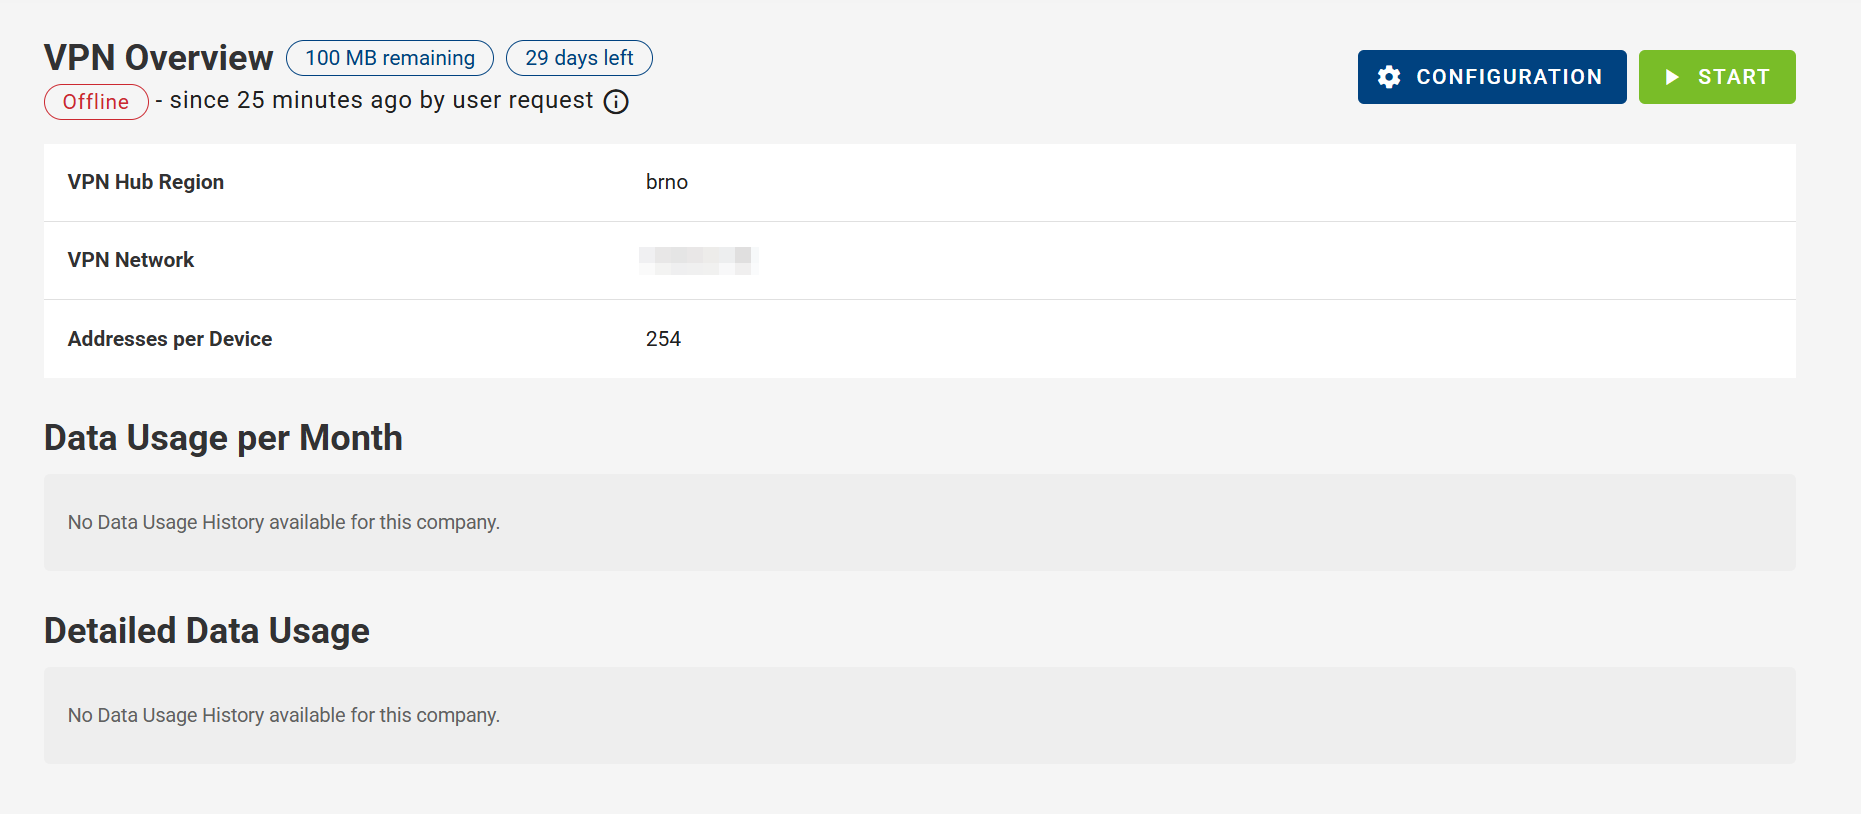 VPN Overview 100 MB remaining 29 days left
Offline - since 25 minutes ago by user request
CONFIGURATION START
VPN Hub Region brno
VPN Network
Addresses per Device 254
Data Usage per Month
No Data Usage History available for this company.
Detailed Data Usage
No Data Usage History available for this company.